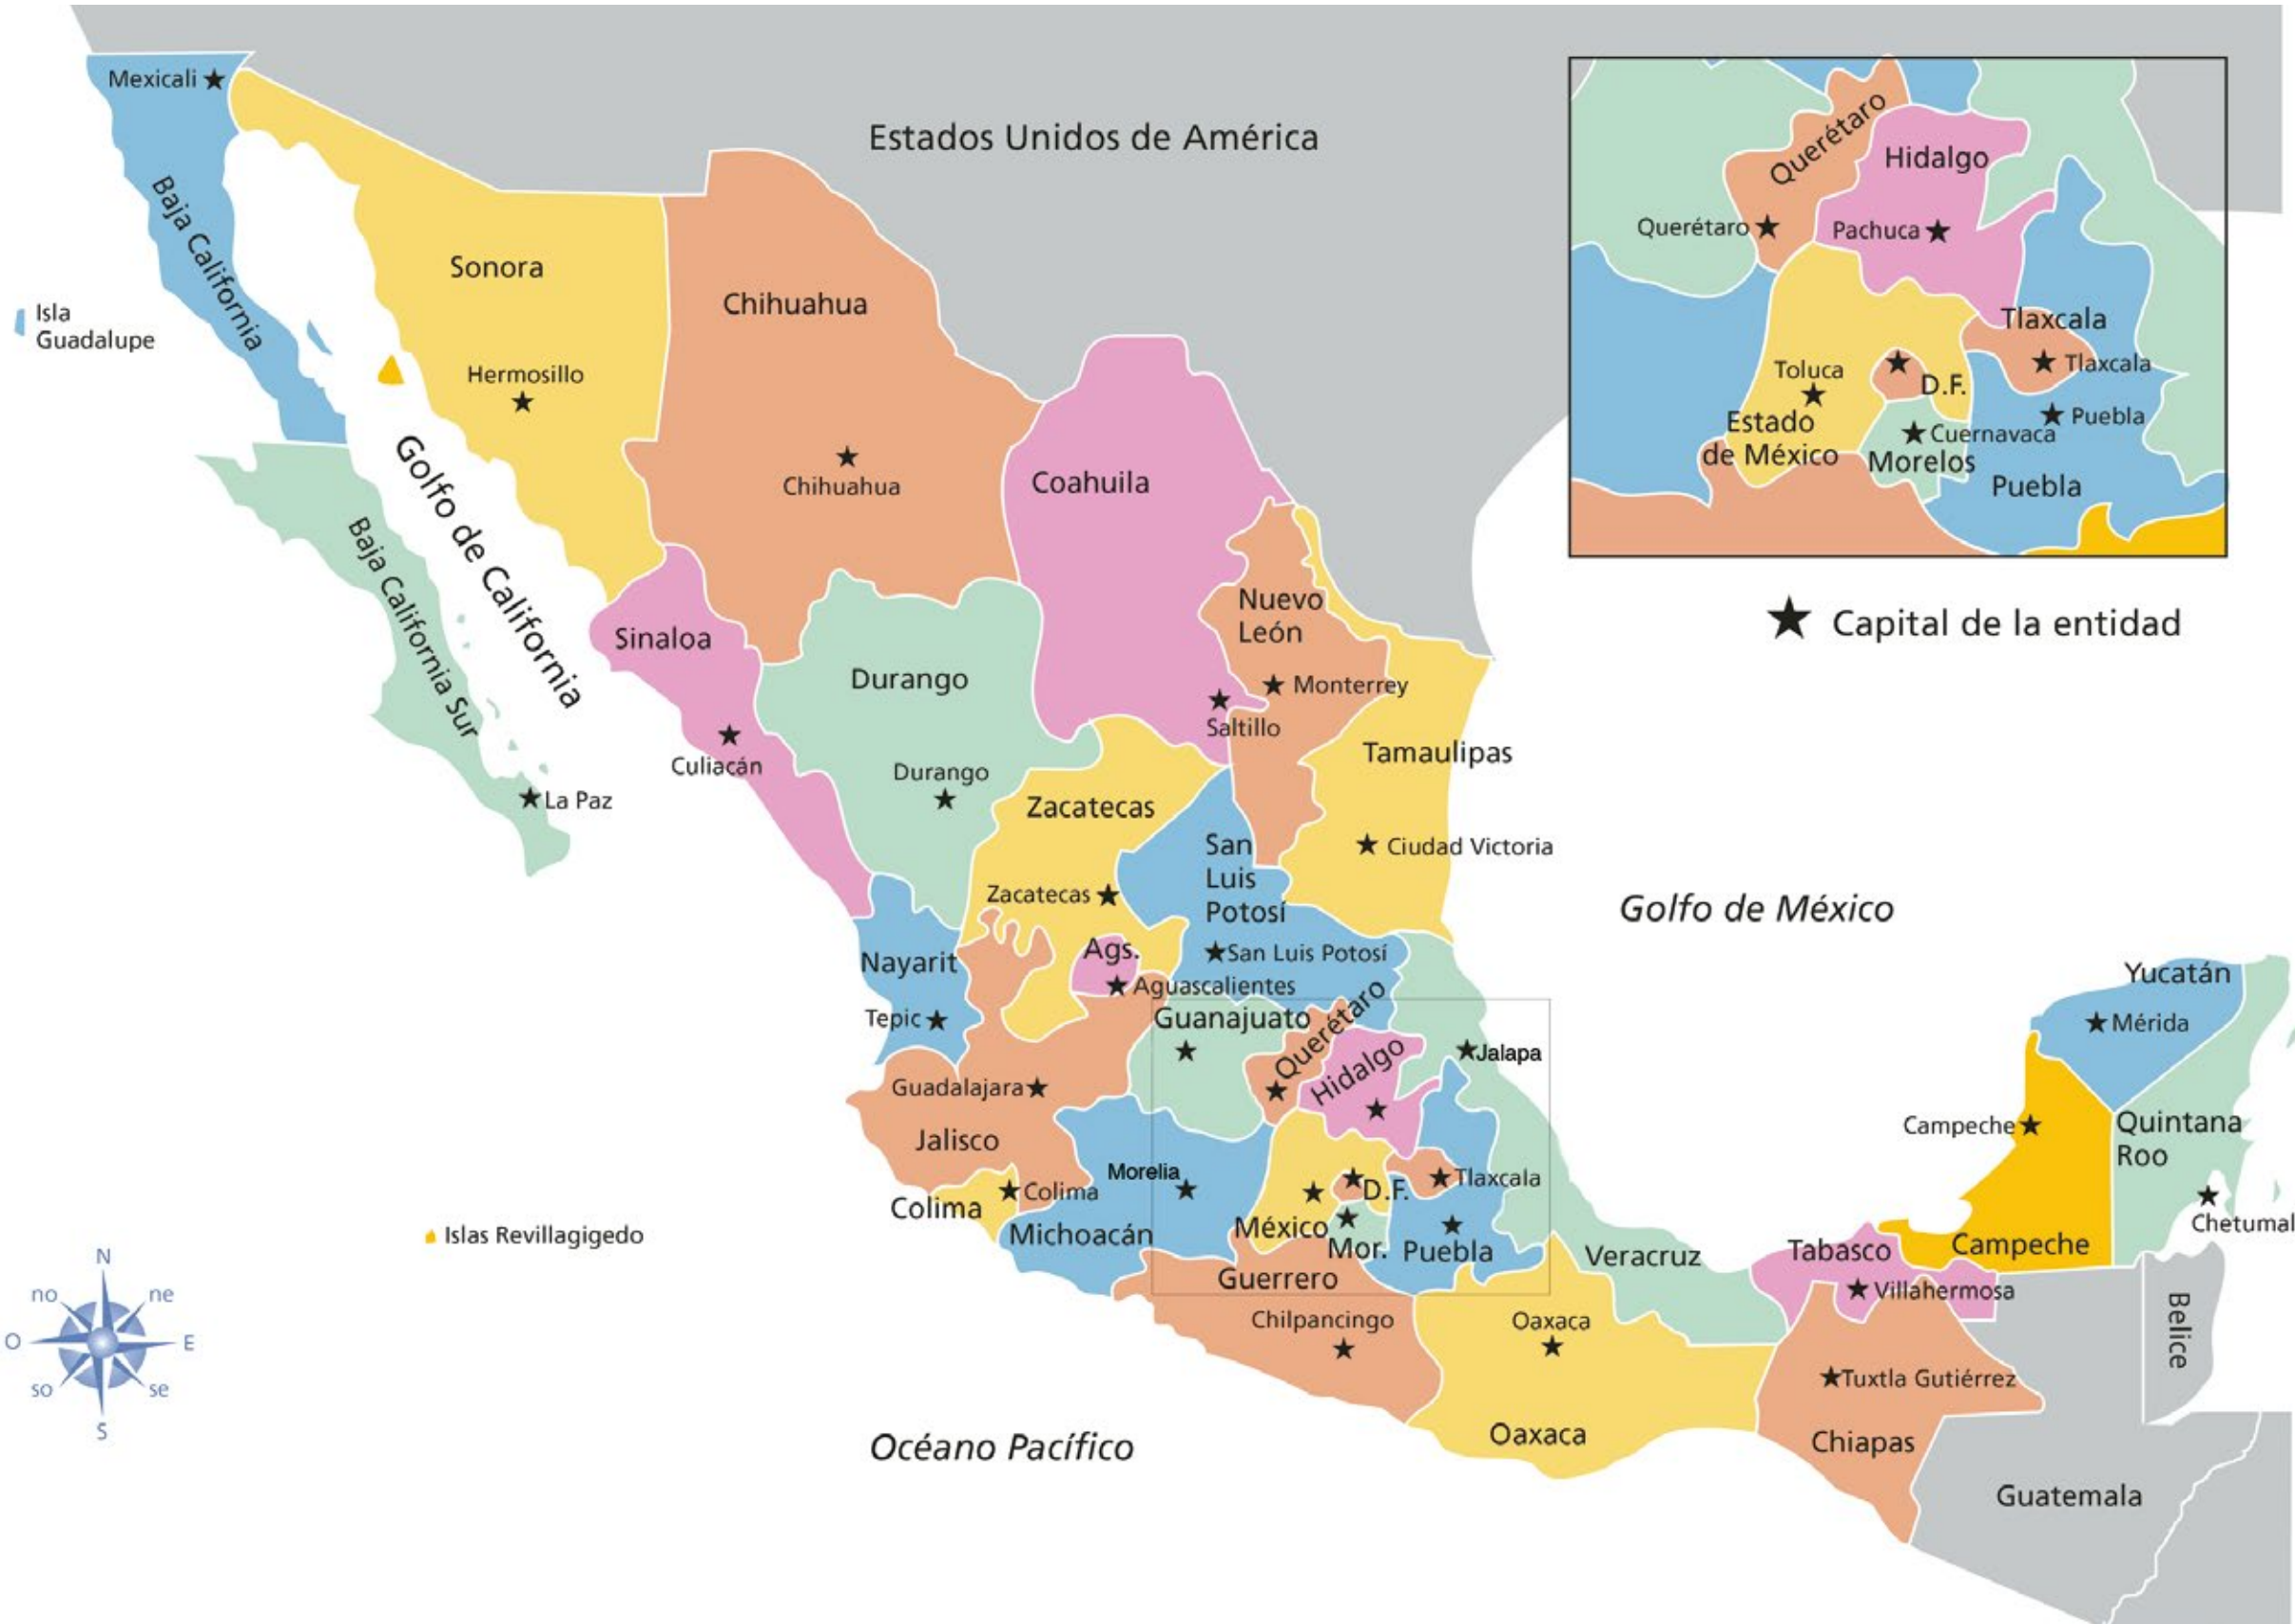 Mexicali
Baja California
Isla
Guadalupe
Estados Unidos de América
Sonora
Hermosillo
Chihuahua
Chihuahua
Coahuila
Golfo de California
Baja California Sur
La Paz
Sinaloa
Culiacán
Durango
Durango
Nuevo
León
Monterrey
Saltillo
Tamaulipas
Ciudad Victoria
Zacatecas
Zacatecas
San
Luis
Potosí
San Luis Potosí
Nayarit
Tepic
Ags.
Aguascalientes
Guanajuato
Querétaro
Hidalgo
Jalapa
Guadalajara
Jalisco
Colima
Colima
Morelia
Michoacán
México
D.F.
Mor.
Tlaxcala
Puebla
Guerrero
Chilpancingo
Veracruz
Oaxaca
Oaxaca
Tabasco
Villahermosa
Tuxtla Gutiérrez
Chiapas
Campeche
Campeche
Yucatán
Mérida
Quintana
Roo
Chetumal
Belice
Guatemala
Golfo de México
Océano Pacífico
Islas Revillagigedo
N
no
ne
O
E
so
se
S
Querétaro
Hidalgo
Querétaro
Pachuca
Tlaxcala
Tlaxcala
Toluca
D.F.
Estado
de México
Cuernavaca
Morelos
Puebla
Puebla
Capital de la entidad